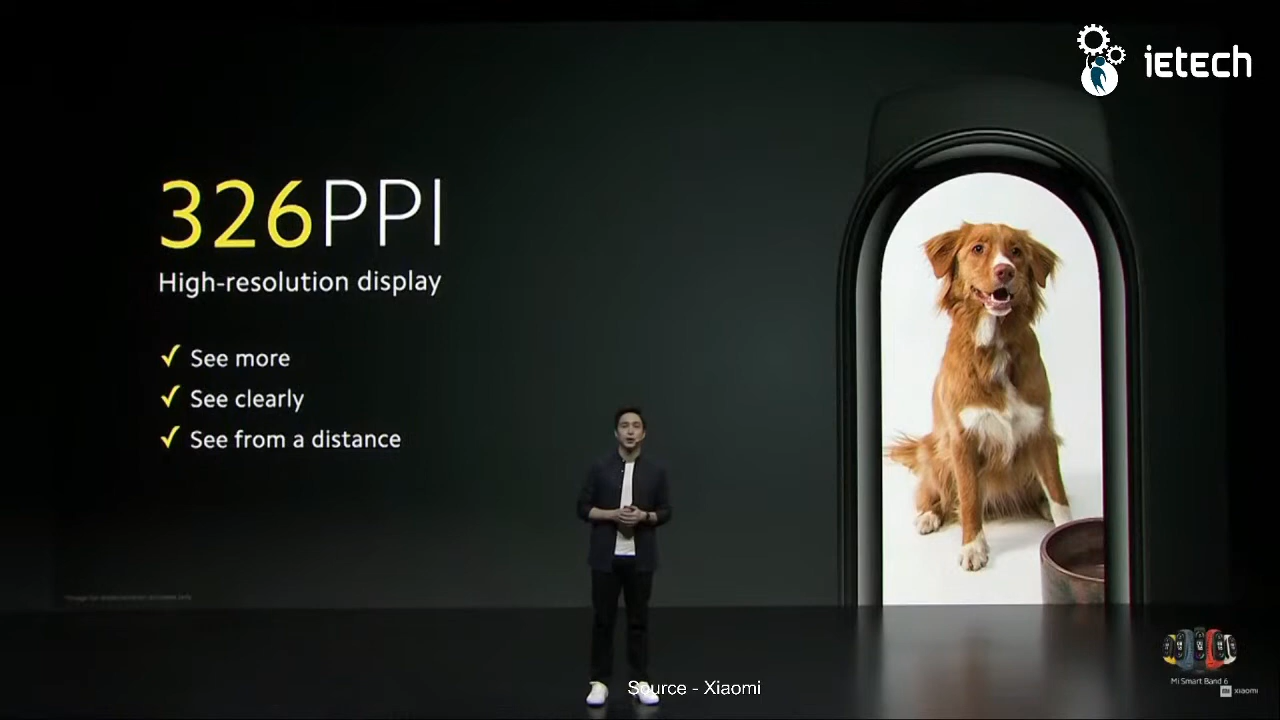 ietech
326PPI
High-resolution display
✓ See more
✓ See clearly
✓ See from a distance
Source - Xiaomi
Mi Smart Band 6
mi xiaomi